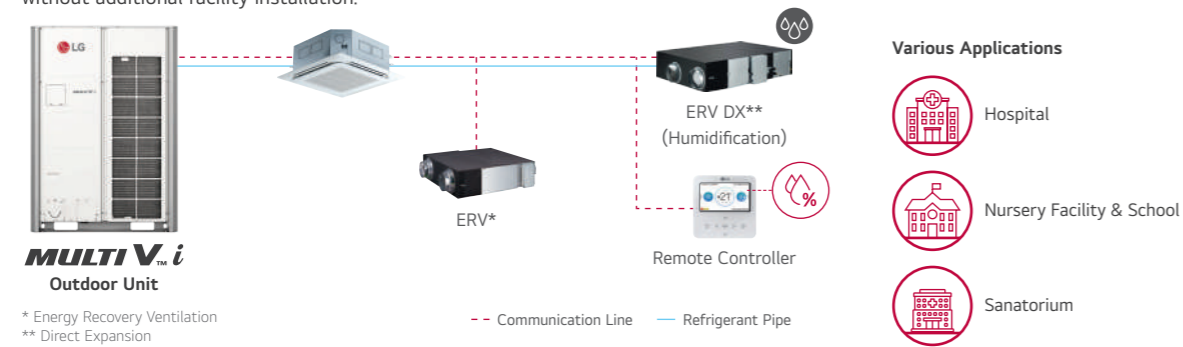 without additional facility installation.
LG
MULTI V™ i
Outdoor Unit
* Energy Recovery Ventilation
** Direct Expansion
ERV*
ERV DX**
(Humidification)
%
Remote Controller
-- Communication Line — Refrigerant Pipe
Various Applications
Hospital
Nursery Facility & School
Sanatorium